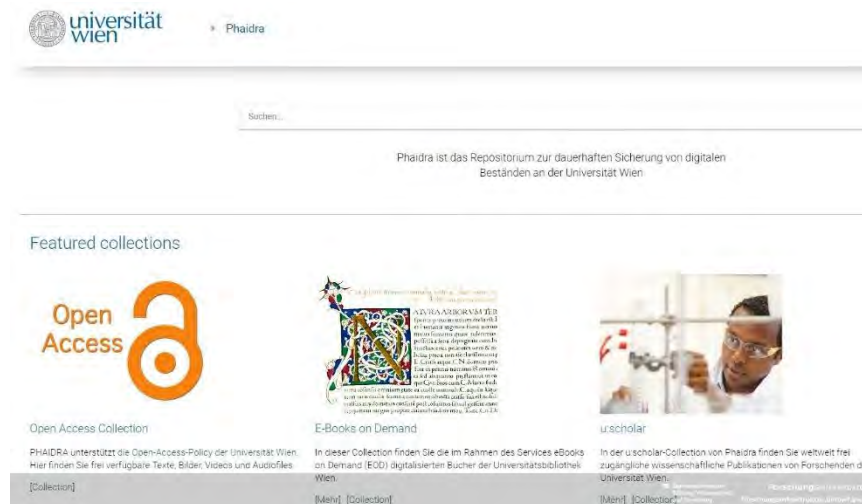 universität
wien
Phaidra
Suchen...
Phaidra ist das Repositorium zur dauerhaften Sicherung von digitalen
Beständen an der Universität Wien
Featured collections
Open
Access
Open Access Collection
PHAIDRA unterstützt die Open-Access-Policy der Universität Wien.
Hier finden Sie frei verfügbare Texte, Bilder, Videos und Audiofiles
[Collection]
E-Books on Demand
In dieser Collection finden Sie die im Rahmen des Services eBooks
on Demand (EOD) digitalisierten Bücher der Universitätsbibliothek
Wien.
[Mehr] [Collection]
u:scholar
In der u:scholar-Collection von Phaidra finden Sie weltweit frei
zugängliche wissenschaftliche Publikationen von Forschenden d
Universität Wien.
[Mehr] [Collection]